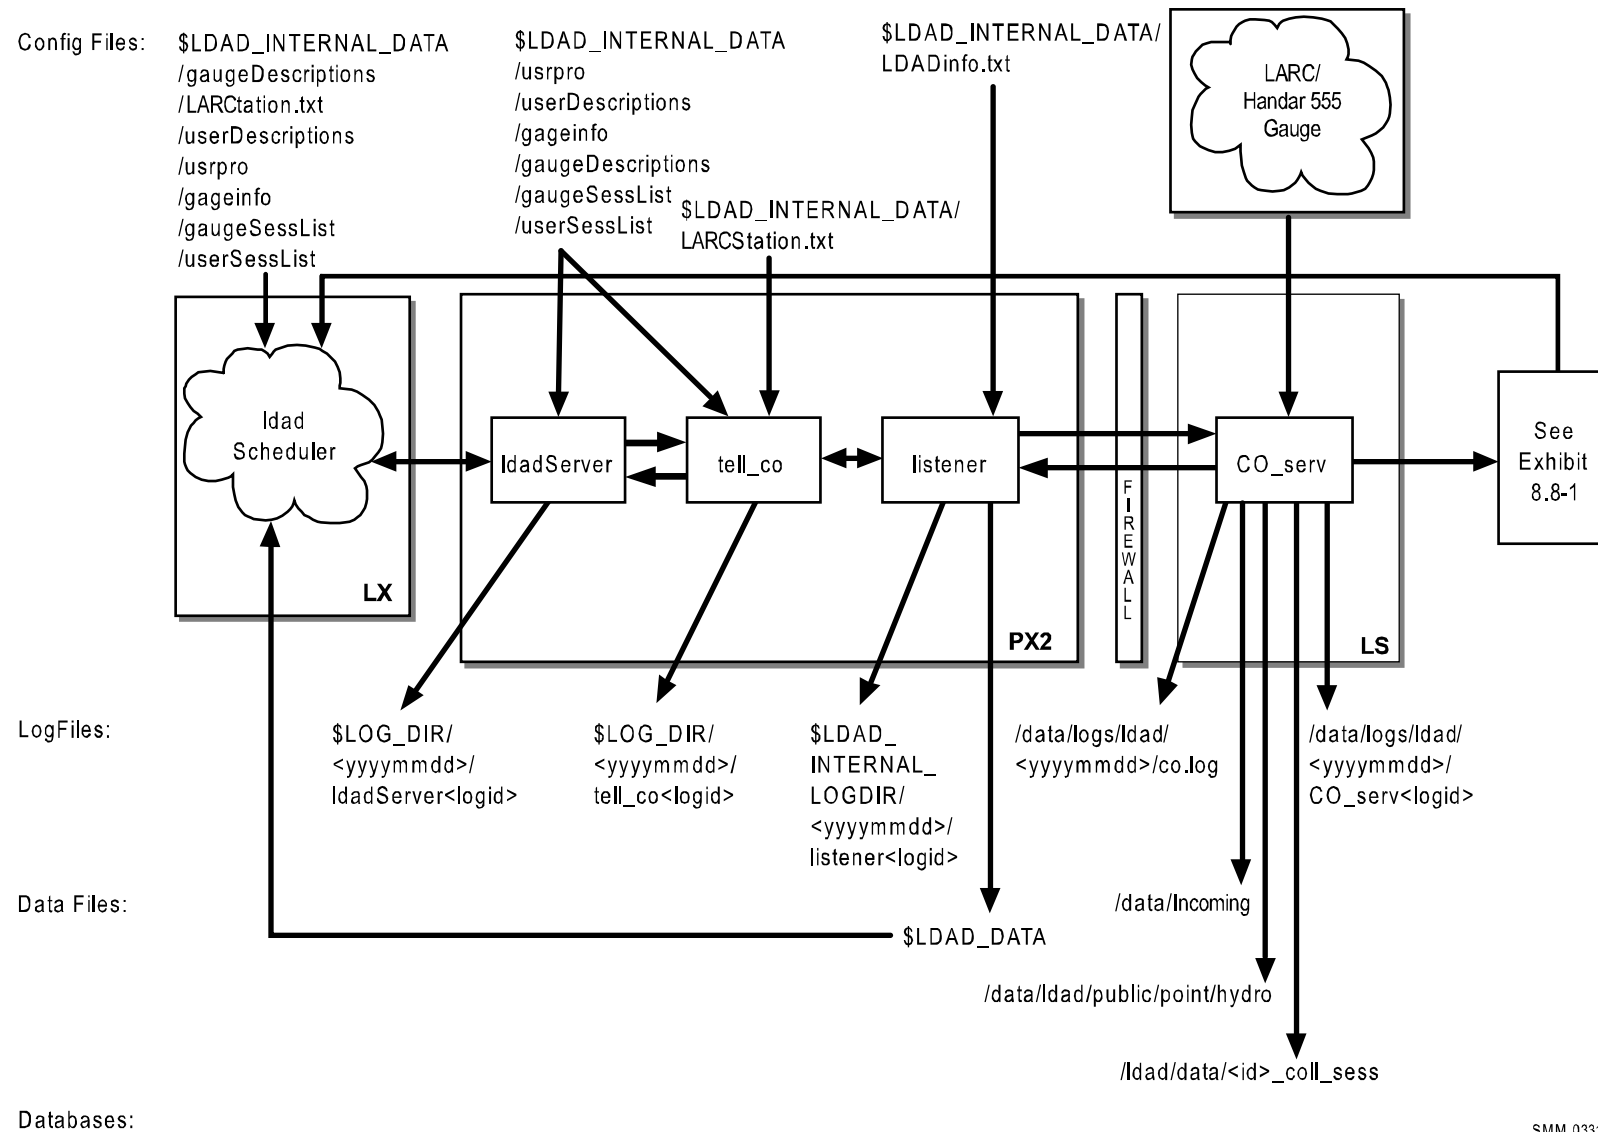 Config Files:
$LDAD_INTERNAL_DATA
/gaugeDescriptions
/LARCtation.txt
/userDescriptions
/usrpro
/gageinfo
/gaugeSessList
/userSessList
$LDAD_INTERNAL_DATA
/usrpro
/userDescriptions
/gageinfo
/gaugeDescriptions
/gaugeSessList
/userSessList
$LDAD_INTERNAL_DATA/
LARCStation.txt
$LDAD_INTERNAL_DATA/
LDADinfo.txt
LARC/
Handar 555
Gauge
ldad
Scheduler
LX
ldadServer
tell_co
listener
PX2
FIREWALL
CO_serv
LS
See
Exhibit
8.8-1
LogFiles:
$LOG_DIR/
<yyyymmdd>/
ldadServer<logid>
$LOG_DIR/
<yyyymmdd>/
tell_co<logid>
$LDAD_
INTERNAL_
LOGDIR/
<yyyymmdd>/
listener<logid>
/data/logs/ldad/
<yyyymmdd>/co.log
/data/logs/ldad/
<yyyymmdd>/
CO_serv<logid>
Data Files:
$LDAD_DATA
/data/Incoming
/data/ldad/public/point/hydro
/ldad/data/<id>_coll_sess
Databases: